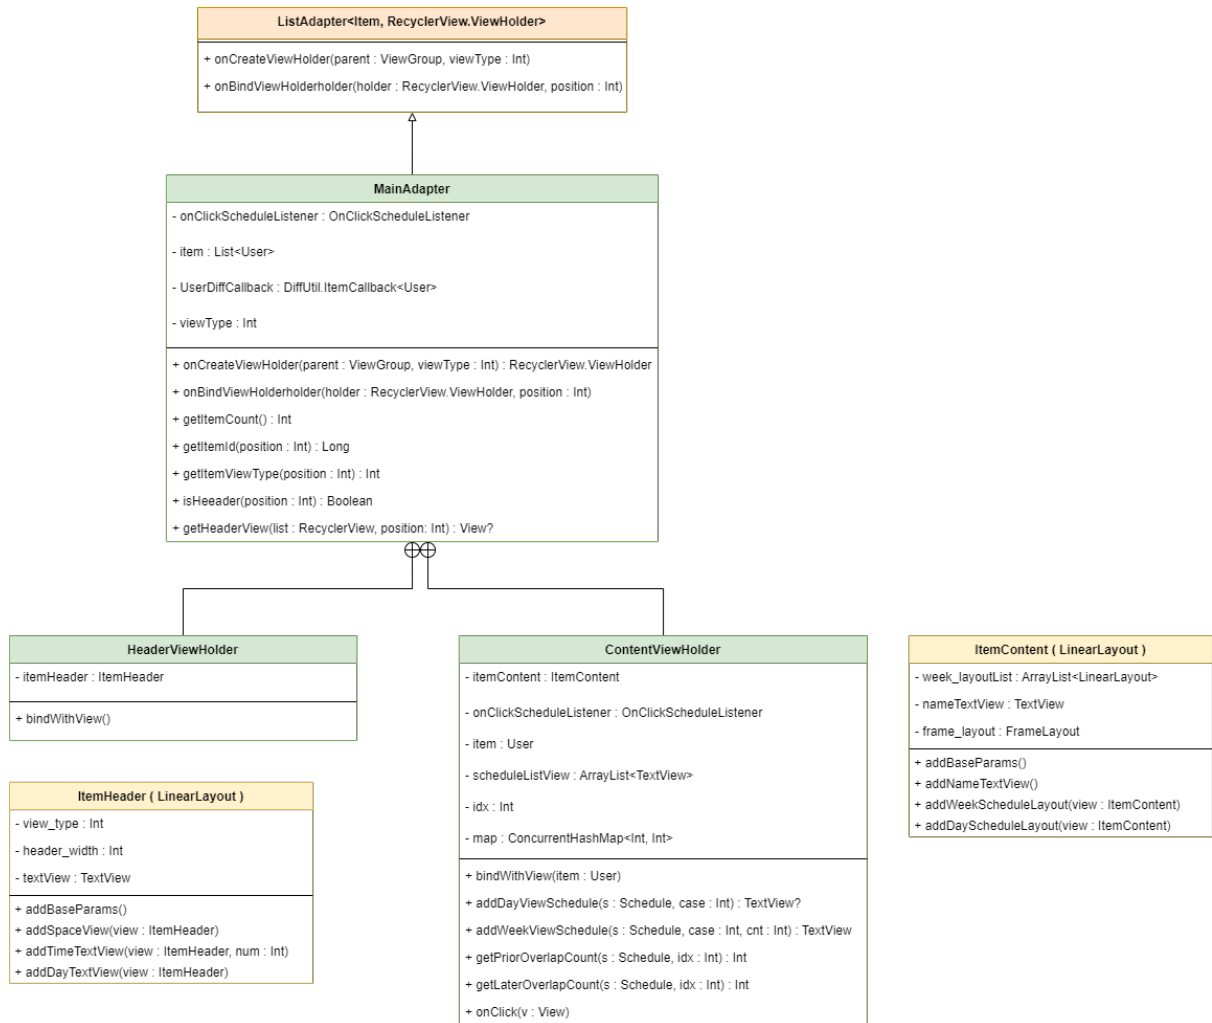 ListAdapter<Item, RecyclerView.ViewHolder>
+ onCreateViewHolder(parent : ViewGroup, viewType : Int)
+ onBindViewHolderholder(holder : RecyclerView.ViewHolder, position : Int)
MainAdapter
- onClickScheduleListener : OnClickScheduleListener
- item : List<User>
- UserDiffCallback : DiffUtil.ItemCallback<User>
- viewType : Int
+ onCreateViewHolder(parent : ViewGroup, viewType : Int) : RecyclerView.ViewHolder
+ onBindViewHolderholder(holder : RecyclerView.ViewHolder, position : Int)
+ getItemCount() : Int
+ getItemId(position : Int) : Long
+ getItemViewType(position : Int) : Int
+ isHeeader(position : Int) : Boolean
+ getHeaderView(list : RecyclerView, position: Int) : View?
HeaderViewHolder
- itemHeader : ItemHeader
+ bindWithView()
ItemHeader ( LinearLayout )
- view_type : Int
- header_width : Int
- textView : TextView
+ addBaseParams()
+ addSpaceView(view : ItemHeader)
+ addTimeTextView(view : ItemHeader, num : Int)
+ addDayTextView(view : ItemHeader)
ContentViewHolder
- itemContent : ItemContent
- onClickScheduleListener : OnClickScheduleListener
- item : User
- scheduleListView : ArrayList<TextView>
- idx : Int
- map : ConcurrentHashMap<Int, Int>
+ bindWithView(item : User)
+ addDayViewSchedule(s : Schedule, case : Int) : TextView?
+ addWeekViewSchedule(s : Schedule, case : Int, cnt : Int) : TextView
+ getPriorOverlapCount(s : Schedule, idx : Int) : Int
+ getLaterOverlapCount(s : Schedule, idx : Int) : Int
+ onClick(v : View)
ItemContent ( LinearLayout )
- week_layoutList : ArrayList<LinearLayout>
- nameTextView : TextView
- frame_layout : FrameLayout
+ addBaseParams()
+ addNameTextView()
+ addWeekScheduleLayout(view : ItemContent)
+ addDayScheduleLayout(view : ItemContent)